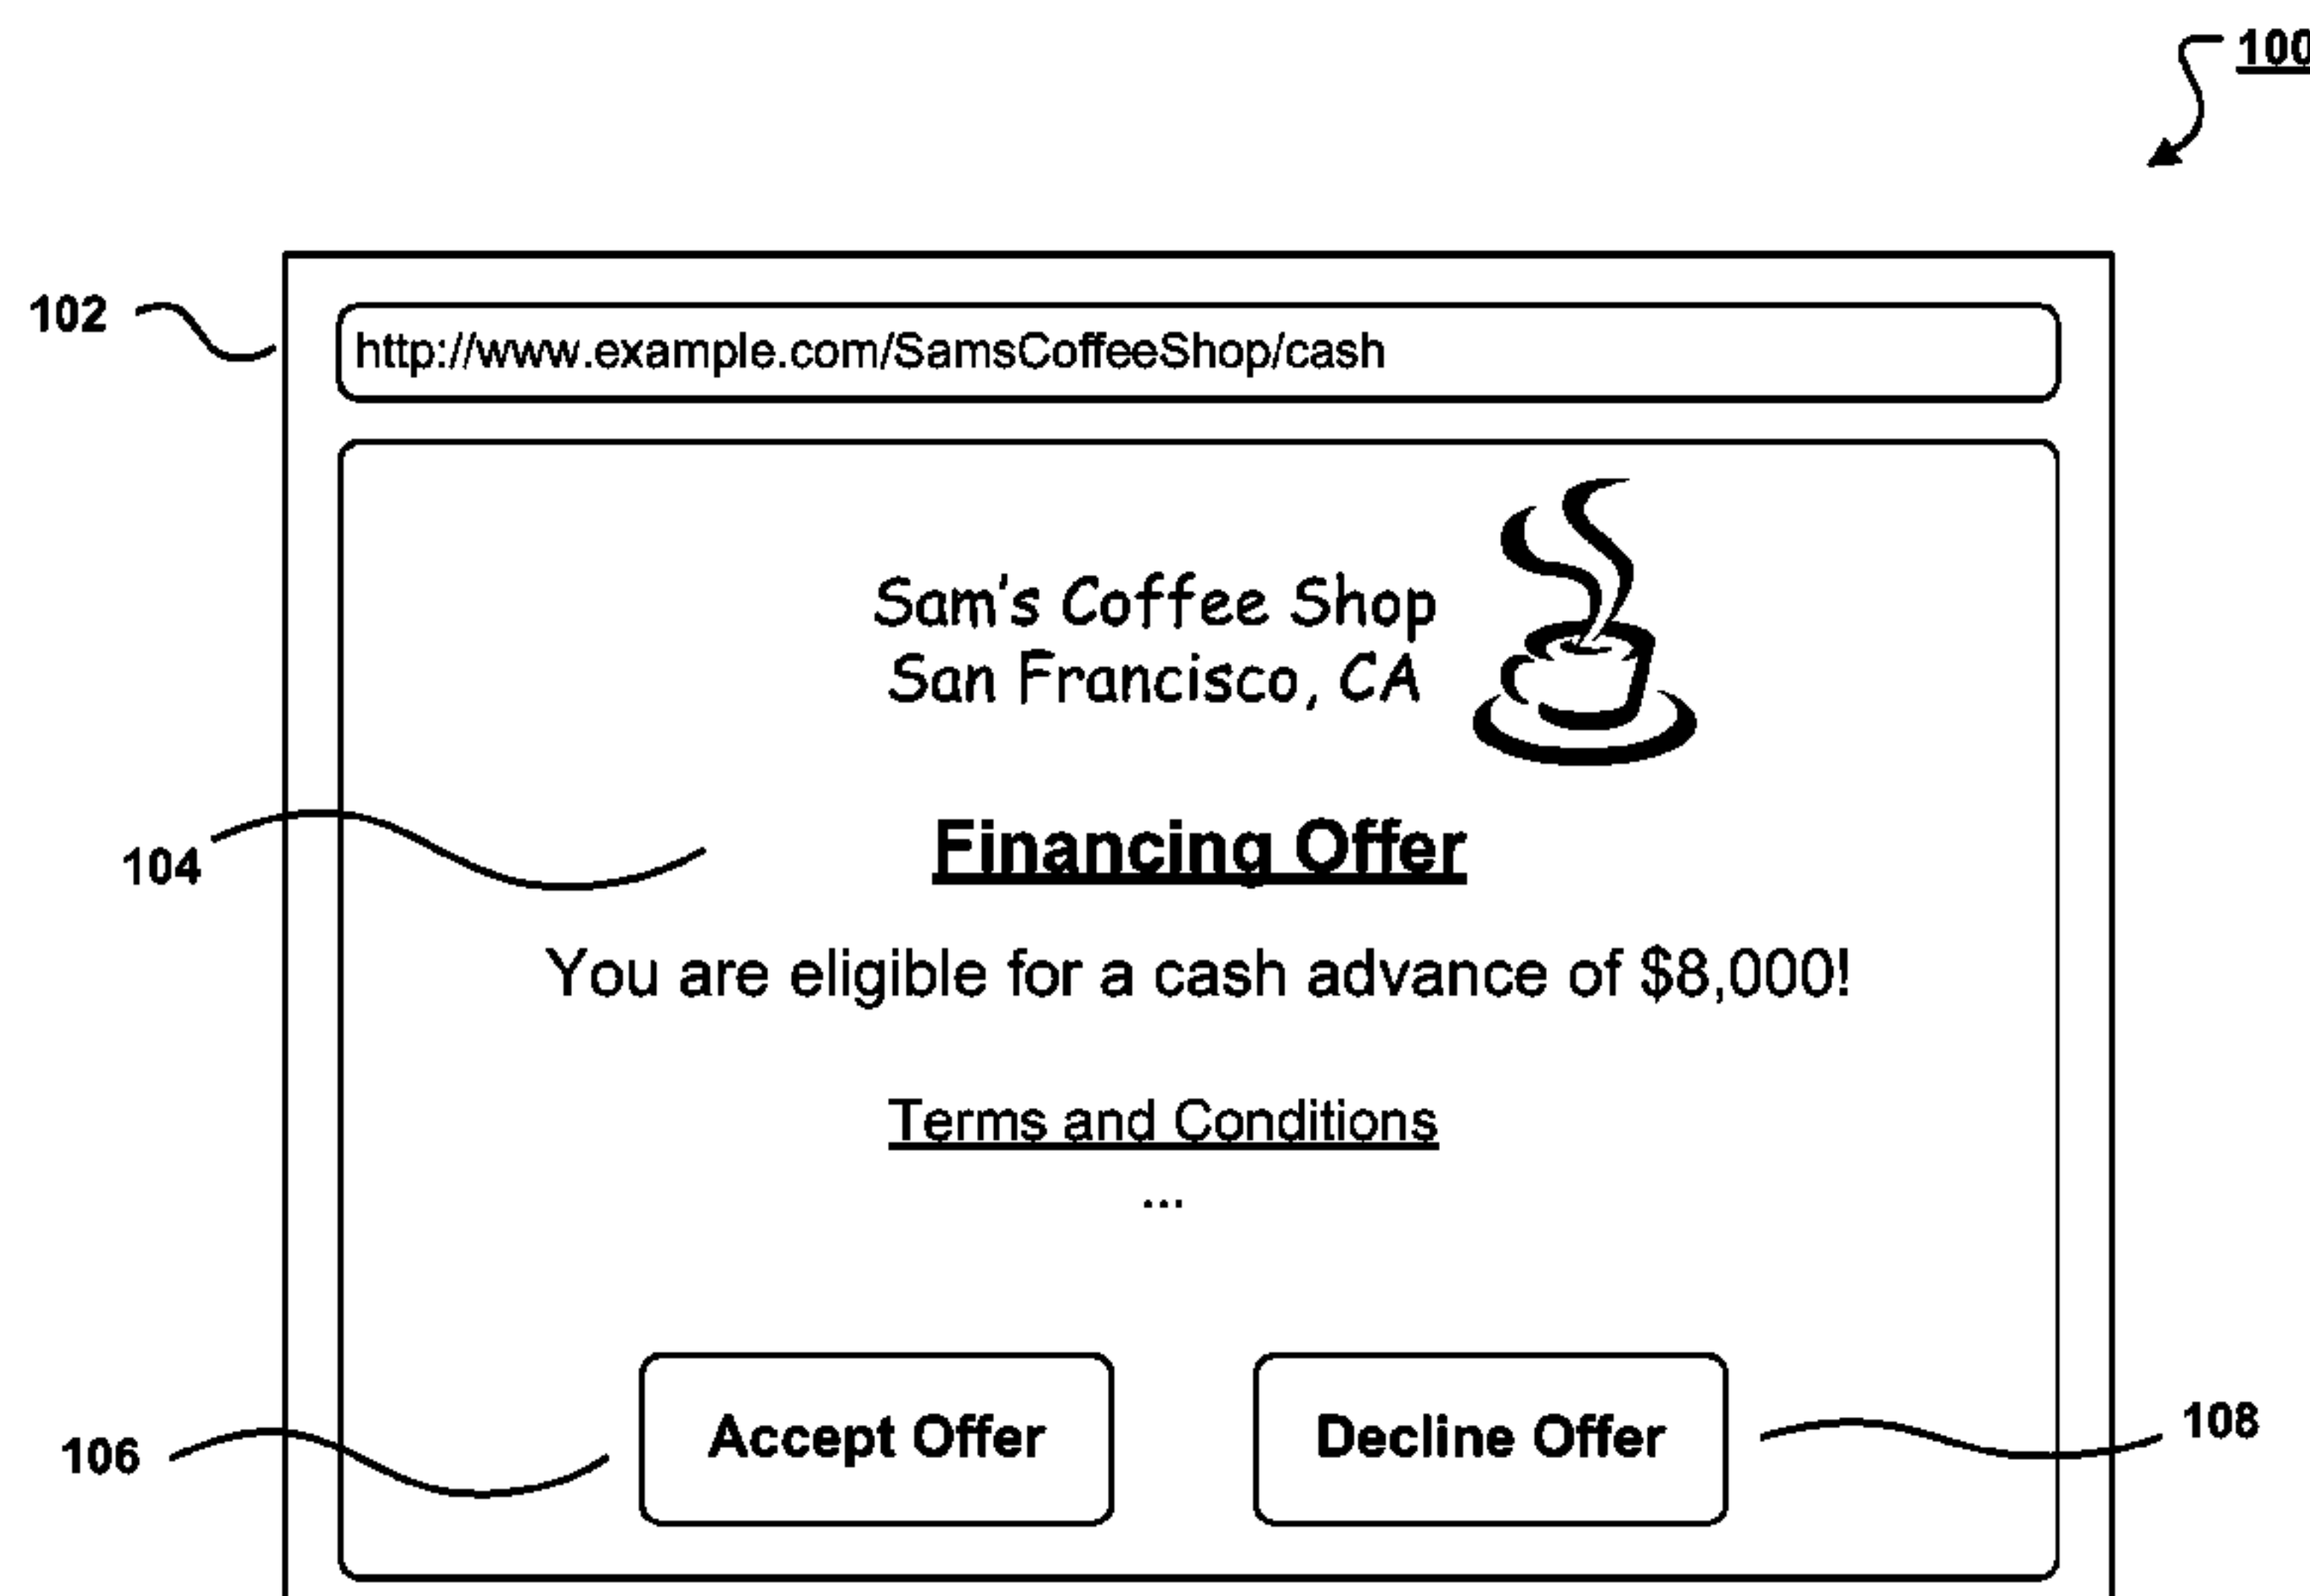 100
102
http://www.example.com/SamsCoffeeShop/cash
Sam's Coffee Shop
San Francisco, CA
104
Financing Offer
You are eligible for a cash advance of $8,000!
Terms and Conditions
...
106
Accept Offer
Decline Offer
108